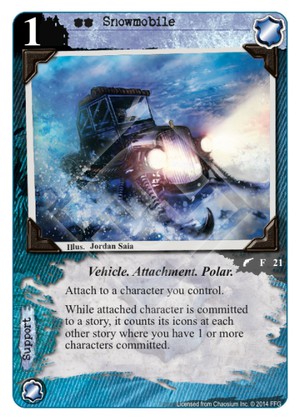 1
Snowmobile
Illus. Jordan Saia
F 21
Vehicle. Attachment. Polar.
Attach to a character you control.
While attached character is committed
to a story, it counts its icons at each
other story where you have 1 or more
characters committed.
Support
Licensed from Chaosium Inc. © 2014 FFG